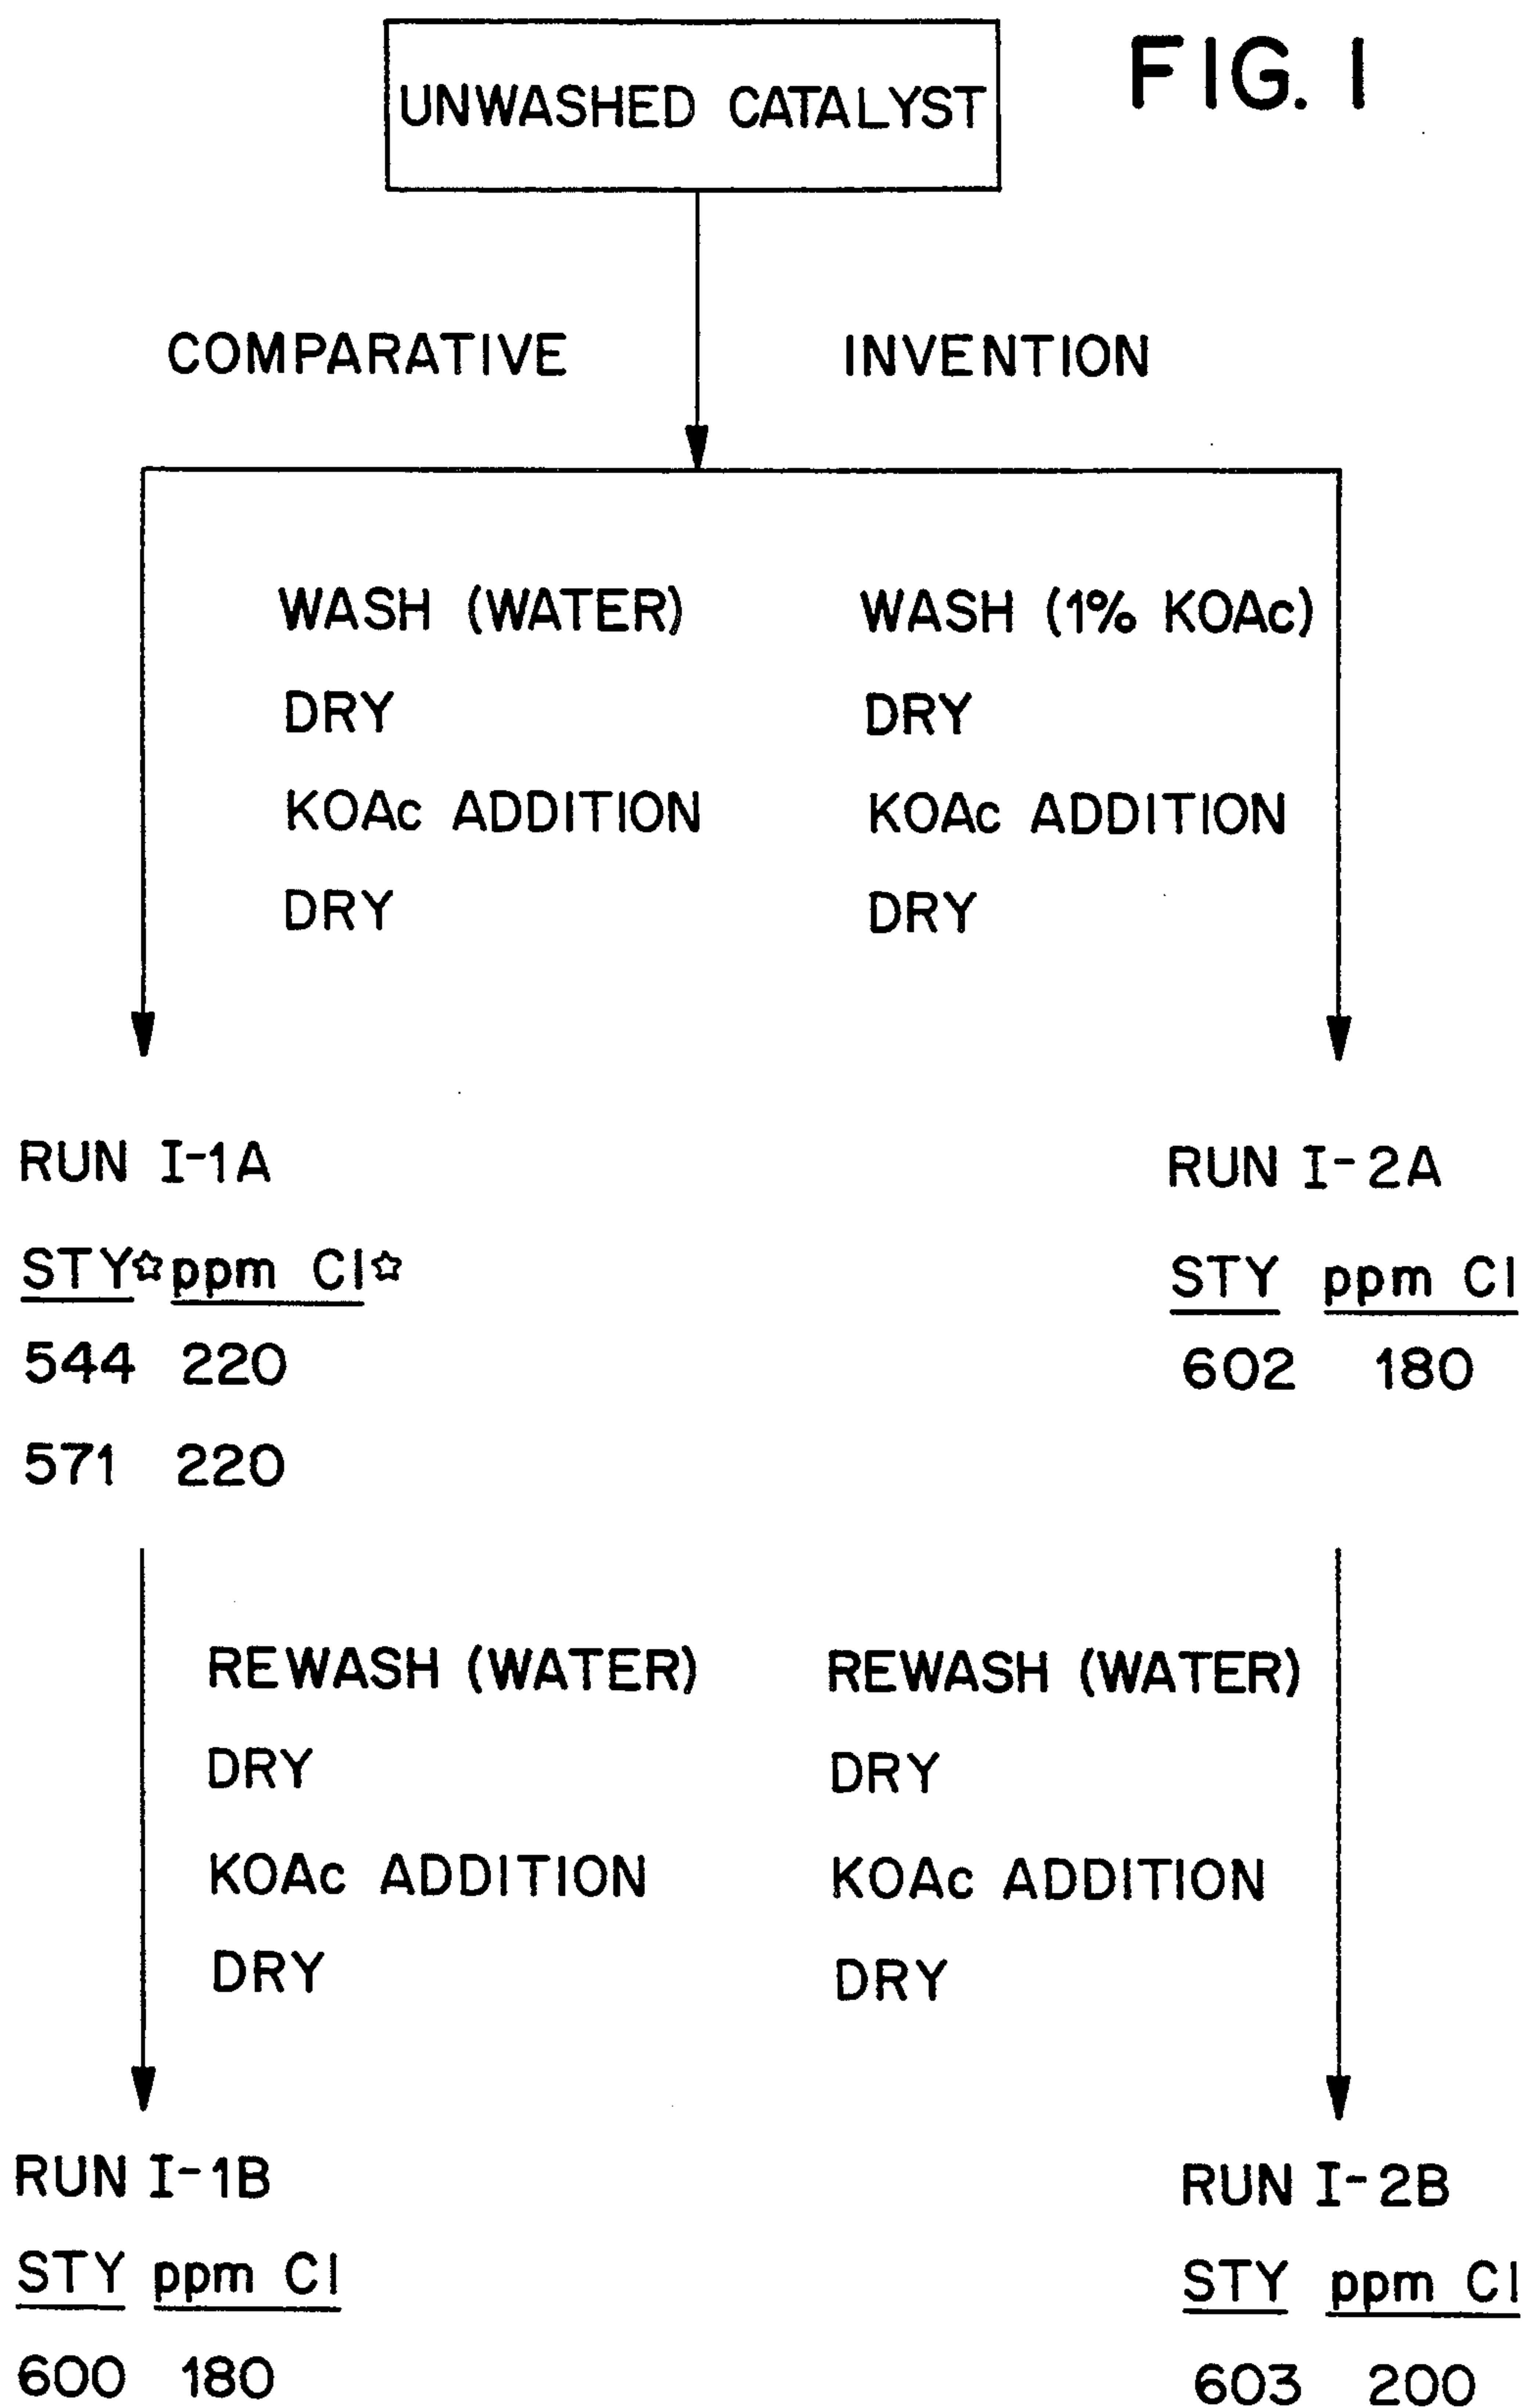 FIG. 1
UNWASHED CATALYST
COMPARATIVE
INVENTION
WASH (WATER)
DRY
KOAc ADDITION
DRY
WASH (1% KOAc)
DRY
KOAc ADDITION
DRY
RUN I-1A
STY☆ ppm Cl☆
544 220
571 220
RUN I-2A
STY ppm Cl
602 180
REWASH (WATER)
DRY
KOAc ADDITION
DRY
REWASH (WATER)
DRY
KOAc ADDITION
DRY
RUN I-1B
STY ppm Cl
600 180
RUN I-2B
STY ppm Cl
603 200